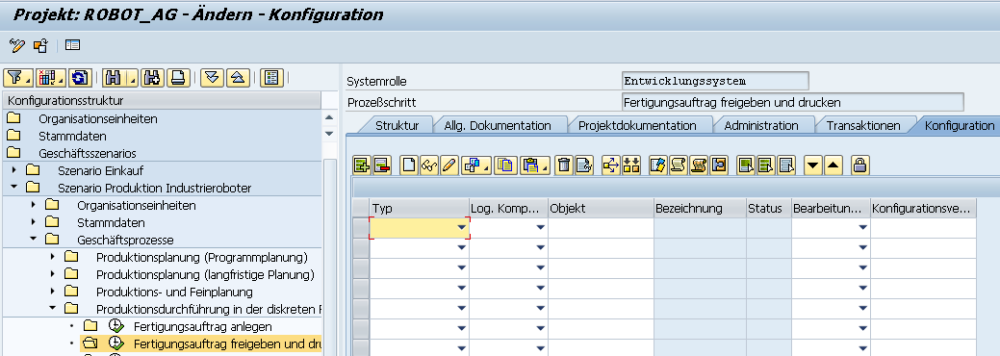 Projekt: ROBOT_AG - Ändern - Konfiguration
Systemrolle Entwicklungssystem
Prozeßschritt Fertigungsauftrag freigeben und drucken
Struktur Allg. Dokumentation Projektdokumentation Administration Transaktionen Konfiguration
Konfigurationsstruktur
Organisationseinheiten
Stammdaten
Geschäftsszenarios
Szenario Einkauf
Szenario Produktion Industrieroboter
Organisationseinheiten
Stammdaten
Geschäftsprozesse
Produktionsplanung (Programmplanung)
Produktionsplanung (langfristige Planung)
Produktions- und Feinplanung
Produktionsdurchführung in der diskreten F
Fertigungsauftrag anlegen
Fertigungsauftrag freigeben und dru
Typ Log. Komp... Objekt Bezeichnung Status Bearbeitun... Konfigurationsve...